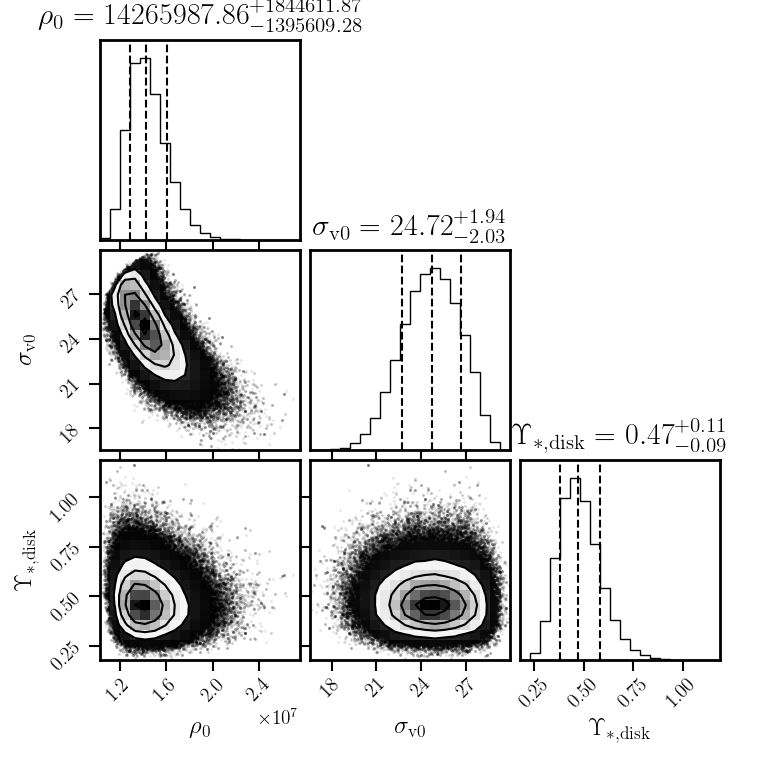 ρ₀ = 14265987.86⁺¹⁸⁴⁴⁶¹¹·⁸⁷₋₁₃₉₅₆₀₉.₂₈
σᵥ₀ = 24.72⁺¹·⁹⁴₋₂.₀₃
27
24
21
18
σᵥ₀
ϒ*,disk = 0.47⁺⁰·¹¹₋₀.₀₉
1.00
0.75
0.50
0.25
ϒ*,disk
1.2 1.6 2.0 2.4
×10⁷
ρ₀
18 21 24 27
σᵥ₀
0.25 0.50 0.75 1.00
ϒ*,disk